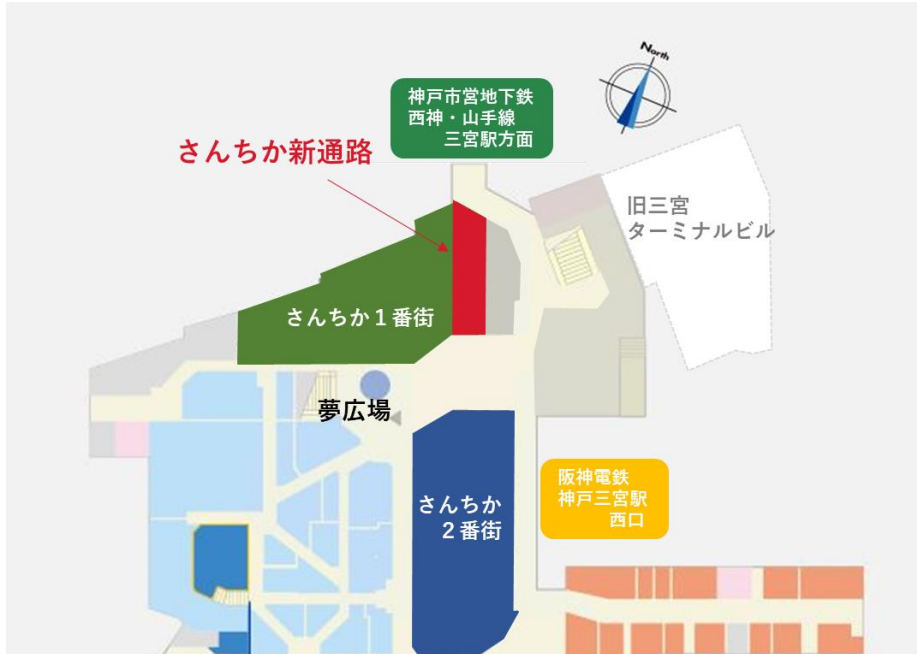 North
神戸市営地下鉄
西神・山手線
三宮駅方面
さんちか新通路
旧三宮
ターミナルビル
さんちか１番街
夢広場
さんちか
２番街
阪神電鉄
神戸三宮駅
西口